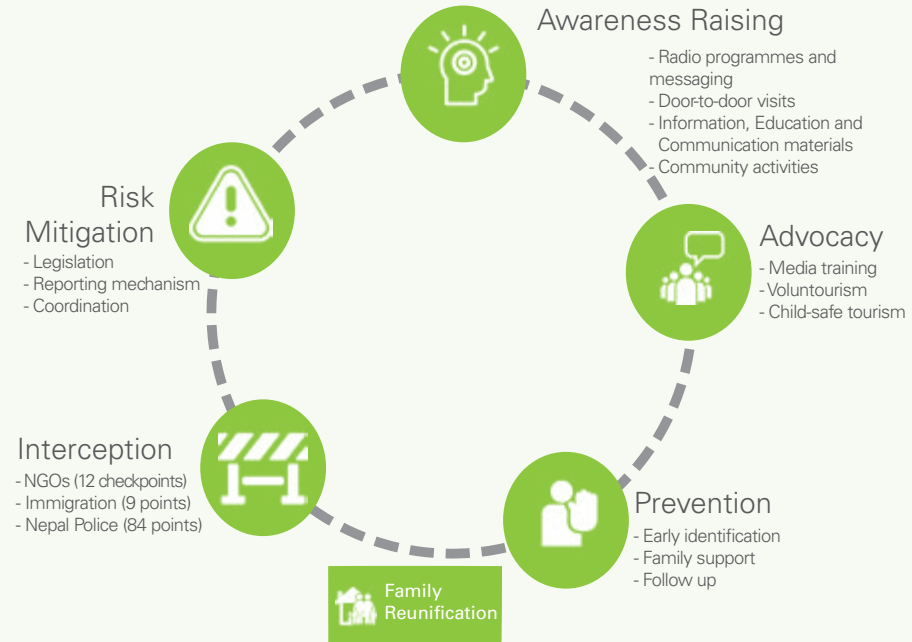 Awareness Raising
- Radio programmes and
messaging
- Door-to-door visits
- Information, Education and
Communication materials
- Community activities
Advocacy
- Media training
- Voluntourism
- Child-safe tourism
Prevention
- Early identification
- Family support
- Follow up
Family
Reunification
Interception
- NGOs (12 checkpoints)
- Immigration (9 points)
- Nepal Police (84 points)
Risk
Mitigation
- Legislation
- Reporting mechanism
- Coordination